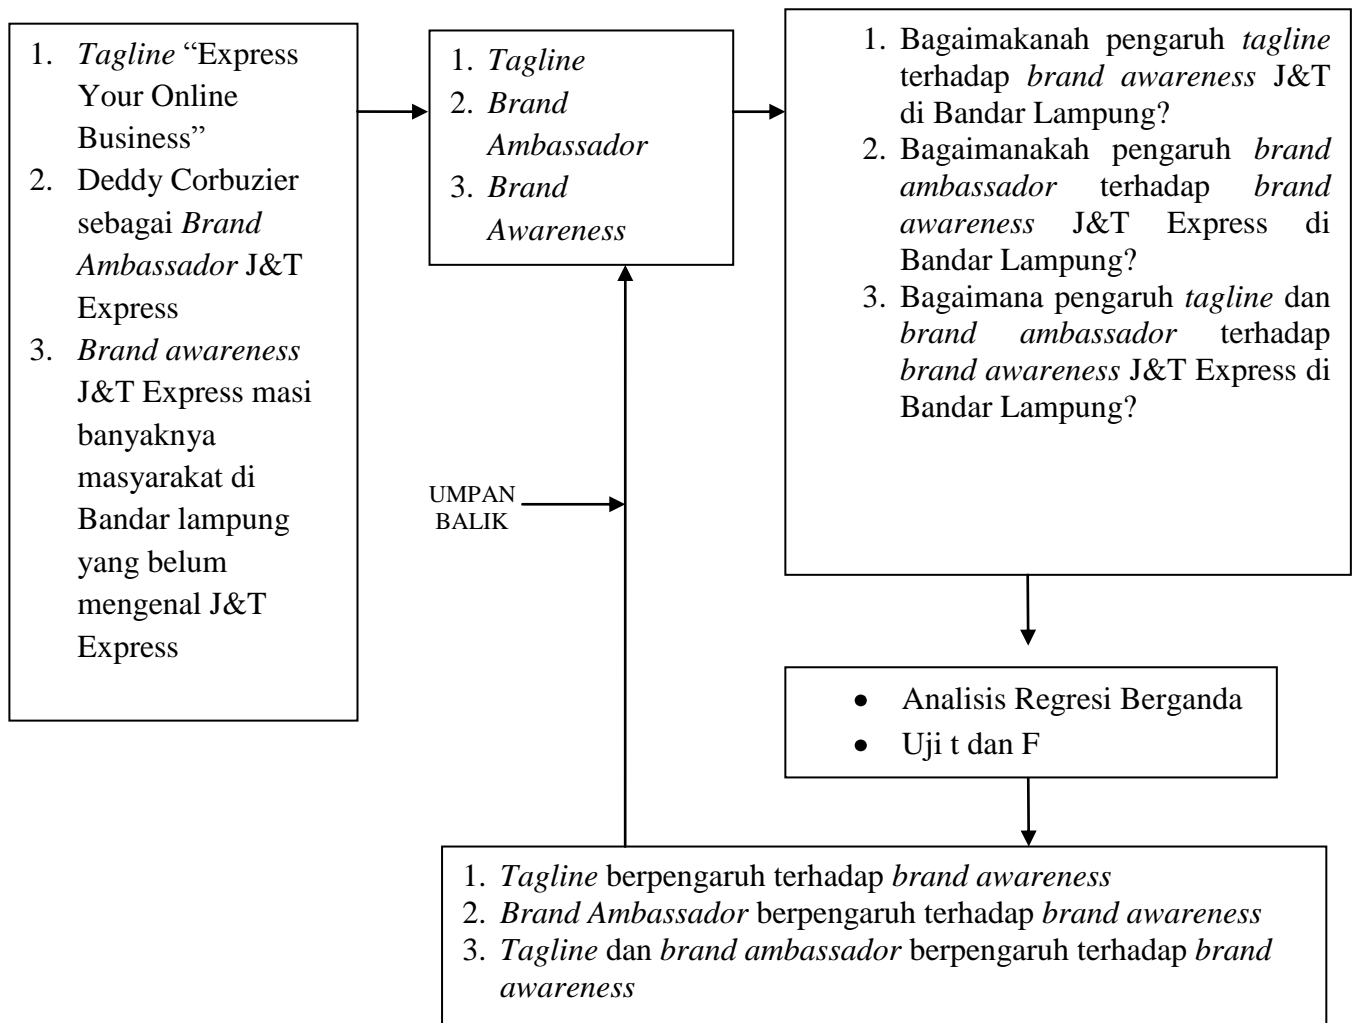 1. Tagline “Express
Your Online
Business”
2. Deddy Corbuzier
sebagai Brand
Ambassador J&T
Express
3. Brand awareness
J&T Express masi
banyaknya
masyarakat di
Bandar lampung
yang belum
mengenal J&T
Express
1. Tagline
2. Brand
Ambassador
3. Brand
Awareness
1. Bagaimakanah pengaruh tagline
terhadap brand awareness J&T
di Bandar Lampung?
2. Bagaimanakah pengaruh brand
ambassador terhadap brand
awareness J&T Express di
Bandar Lampung?
3. Bagaimana pengaruh tagline dan
brand ambassador terhadap
brand awareness J&T Express di
Bandar Lampung?
UMPAN
BALIK
• Analisis Regresi Berganda
• Uji t dan F
1. Tagline berpengaruh terhadap brand awareness
2. Brand Ambassador berpengaruh terhadap brand awareness
3. Tagline dan brand ambassador berpengaruh terhadap brand
awareness